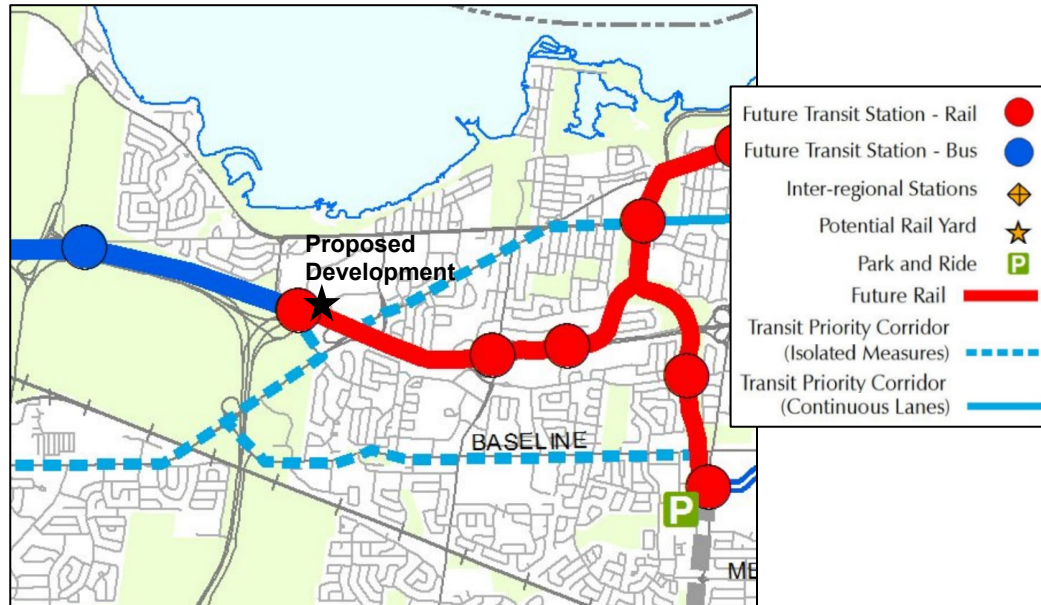 Proposed
Development
BASELINE
ME
P
Future Transit Station - Rail
Future Transit Station - Bus
Inter-regional Stations
Potential Rail Yard
Park and Ride
P
Future Rail
Transit Priority Corridor
(Isolated Measures)
Transit Priority Corridor
(Continuous Lanes)